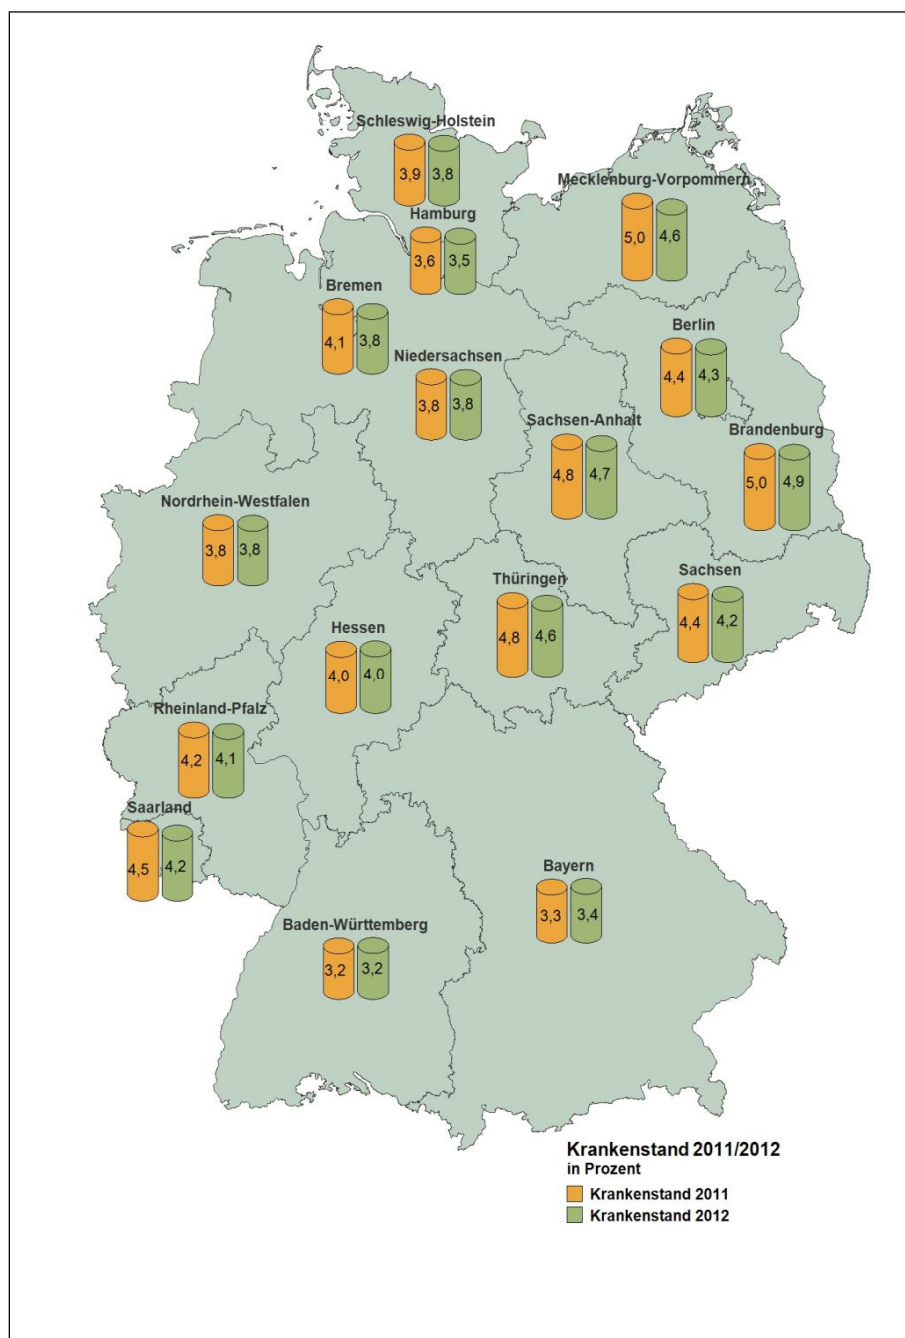 Schleswig-Holstein
3,9 3,8
Mecklenburg-Vorpommern
5,0 4,6
Hamburg
3,6 3,5
Bremen
4,1 3,8
Berlin
4,4 4,3
Niedersachsen
3,8 3,8
Sachsen-Anhalt
4,8 4,7
Brandenburg
5,0 4,9
Nordrhein-Westfalen
3,8 3,8
Thüringen
4,8 4,6
Sachsen
4,4 4,2
Hessen
4,0 4,0
Rheinland-Pfalz
4,2 4,1
Saarland
4,5 4,2
Bayern
3,3 3,4
Baden-Württemberg
3,2 3,2
Krankenstand 2011/2012
in Prozent
Krankenstand 2011
Krankenstand 2012